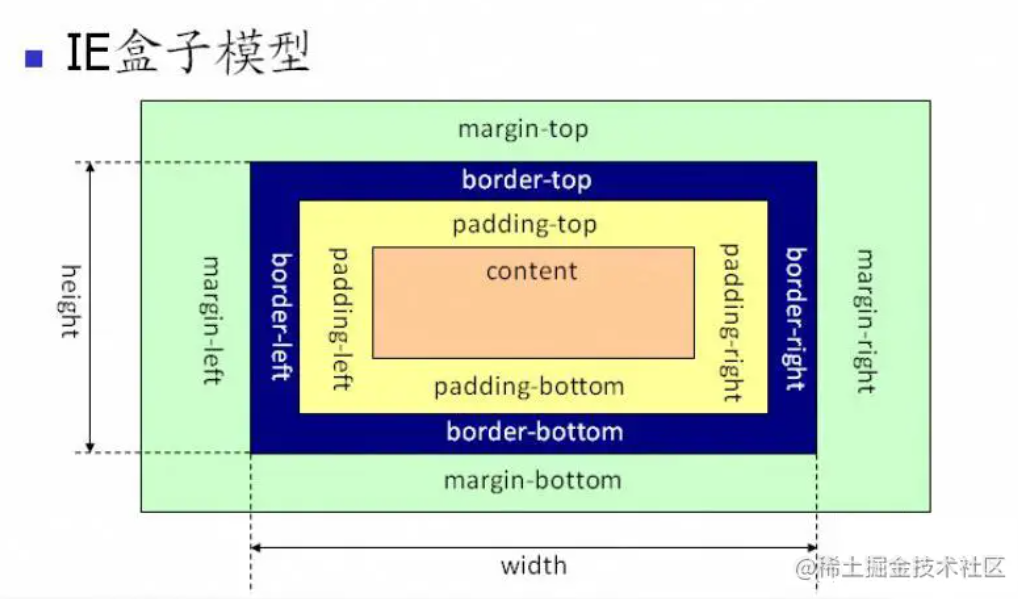 IE盒子模型
margin-top
border-top
padding-top
content
height
margin-left
border-left
padding-left
padding-right
border-right
margin-right
padding-bottom
border-bottom
margin-bottom
width
@稀土掘金技术社区